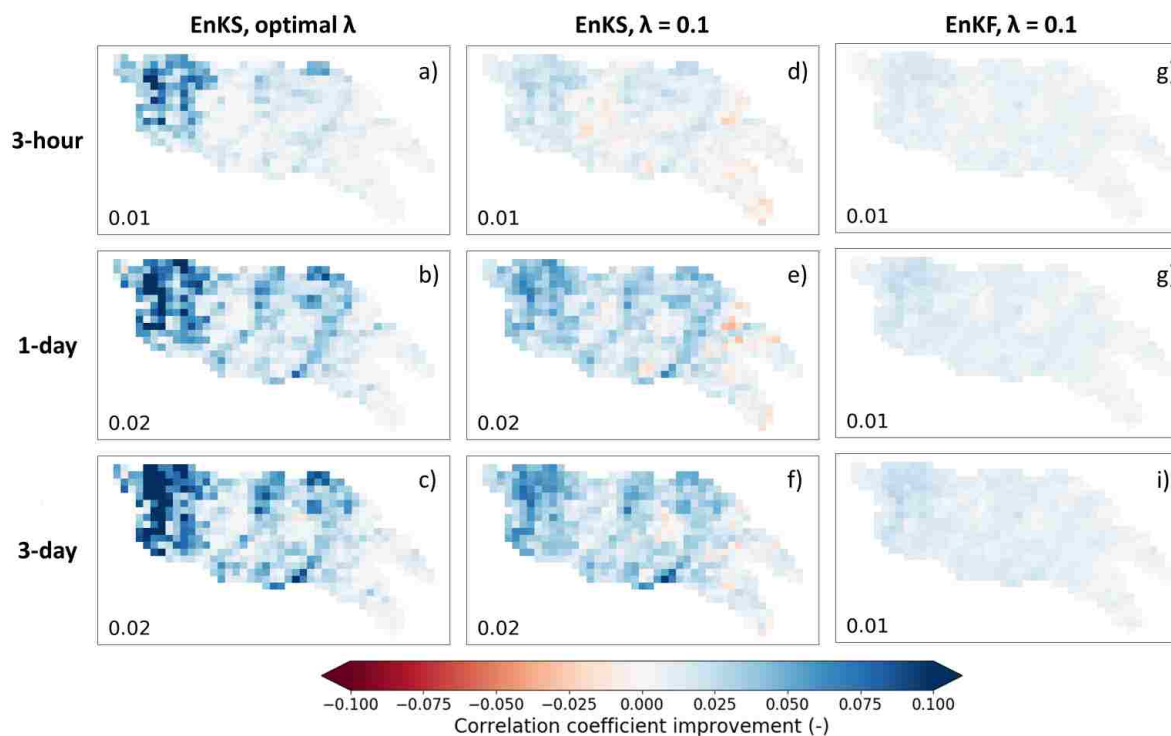 EnKS, optimal λ EnKS, λ = 0.1 EnKF, λ = 0.1
3-hour
a) d) g)
0.01 0.01 0.01
1-day
b) e) g)
0.02 0.02 0.01
3-day
c) f) i)
0.02 0.02 0.01
−0.100 −0.075 −0.050 −0.025 0.000 0.025 0.050 0.075 0.100
Correlation coefficient improvement (-)